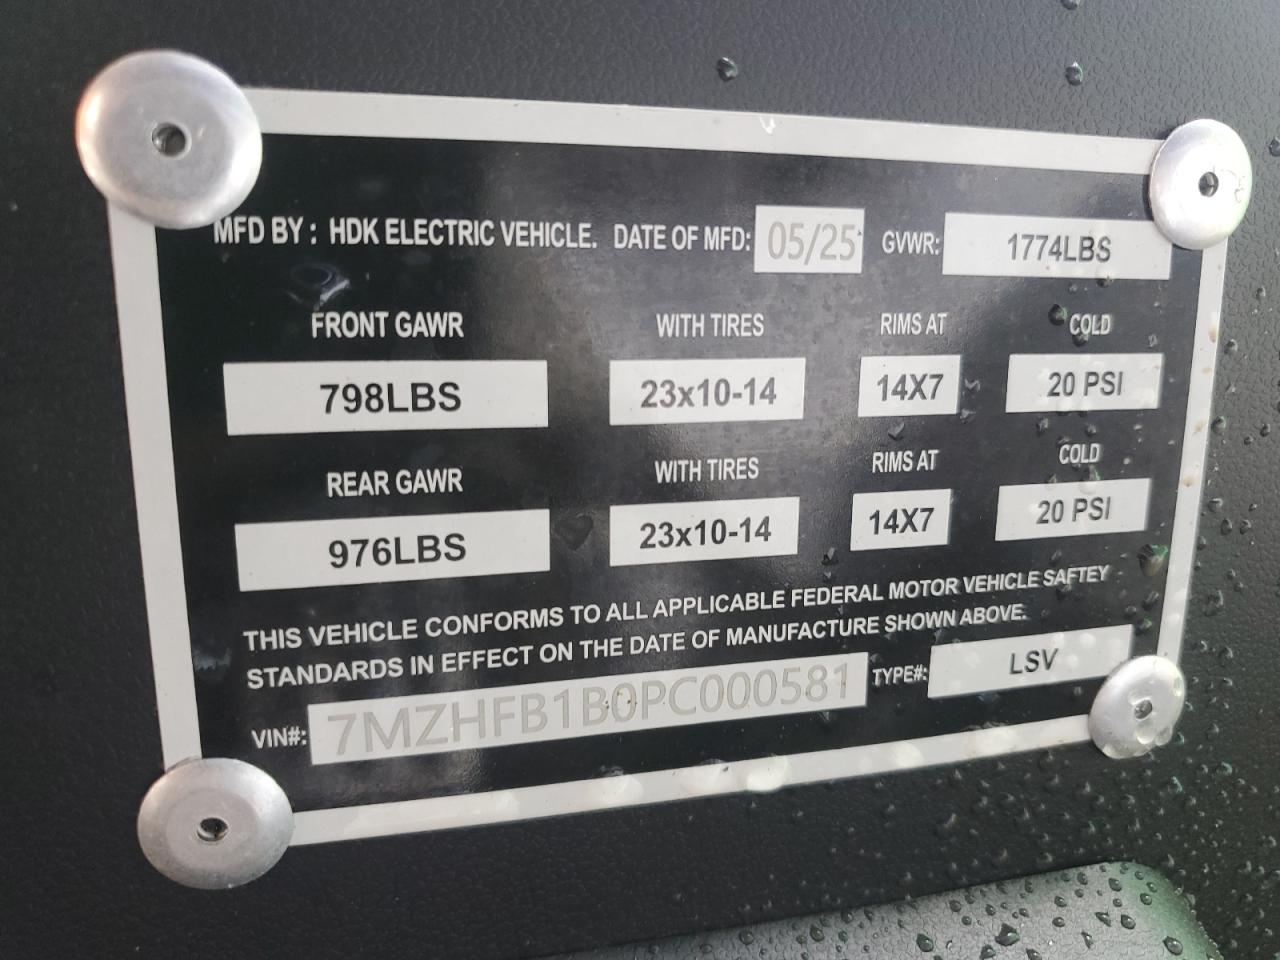 MFD BY : HDK ELECTRIC VEHICLE. DATE OF MFD: 05/25 GVWR: 1774LBS
FRONT GAWR WITH TIRES RIMS AT COLD
798LBS 23x10-14 14X7 20 PSI
REAR GAWR WITH TIRES RIMS AT COLD
976LBS 23x10-14 14X7 20 PSI
THIS VEHICLE CONFORMS TO ALL APPLICABLE FEDERAL MOTOR VEHICLE SAFTEY
STANDARDS IN EFFECT ON THE DATE OF MANUFACTURE SHOWN ABOVE.
VIN#: 7MZHFB1B0PC000581 TYPE#: LSV